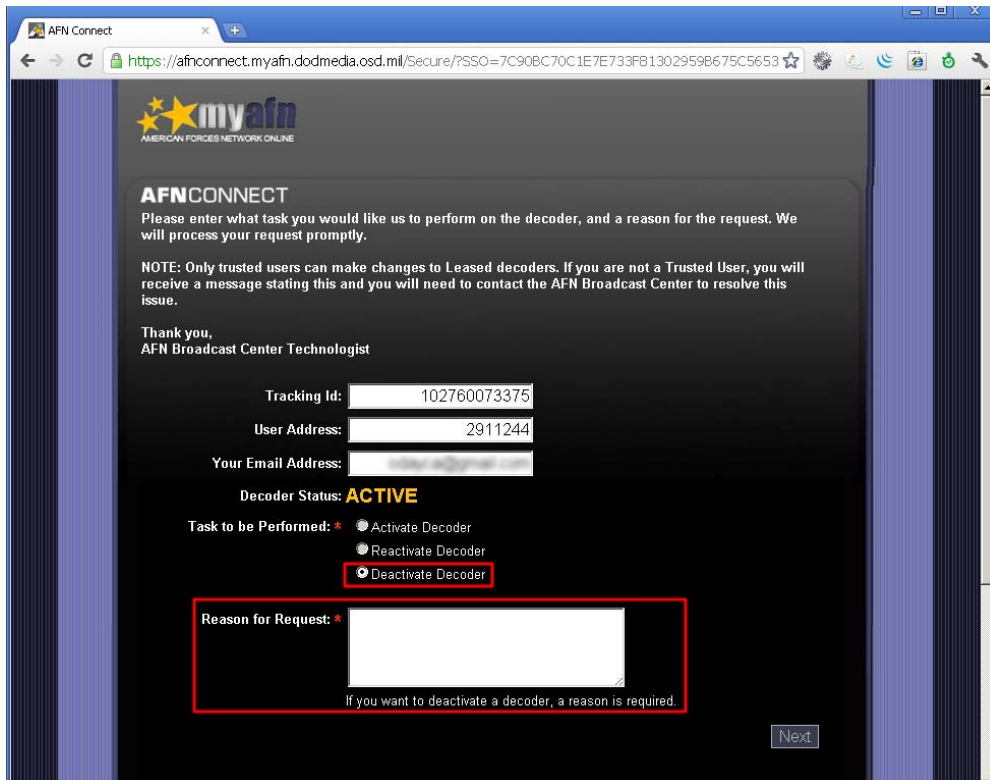 AFN Connect
https://afnconnect.myafn.dodmedia.osd.mil/Secure/?SSO=7C90BC70C1E7E733F81302959B675C5653
myafn
AMERICAN FORCES NETWORK ONLINE
AFNCONNECT
Please enter what task you would like us to perform on the decoder, and a reason for the request. We
will process your request promptly.
NOTE: Only trusted users can make changes to Leased decoders. If you are not a Trusted User, you will
receive a message stating this and you will need to contact the AFN Broadcast Center to resolve this
issue.
Thank you,
AFN Broadcast Center Technologist
Tracking Id: 102760073375
User Address: 2911244
Your Email Address:
Decoder Status: ACTIVE
Task to be Performed: * Activate Decoder
Reactivate Decoder
Deactivate Decoder
Reason for Request: *
If you want to deactivate a decoder, a reason is required.
Next